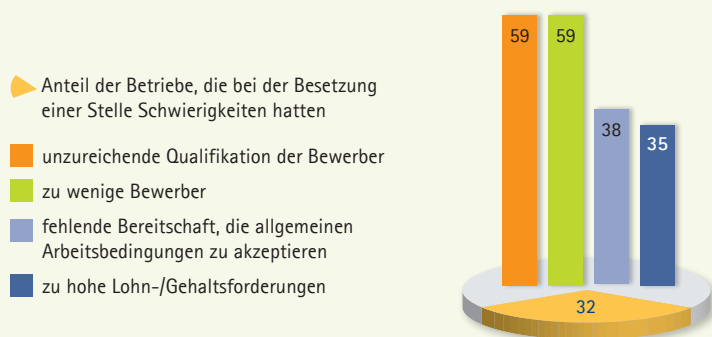 Anteil der Betriebe, die bei der Besetzung
einer Stelle Schwierigkeiten hatten
unzureichende Qualifikation der Bewerber
zu wenige Bewerber
fehlende Bereitschaft, die allgemeinen
Arbeitsbedingungen zu akzeptieren
zu hohe Lohn-/Gehaltsforderungen
59
59
38
35
32